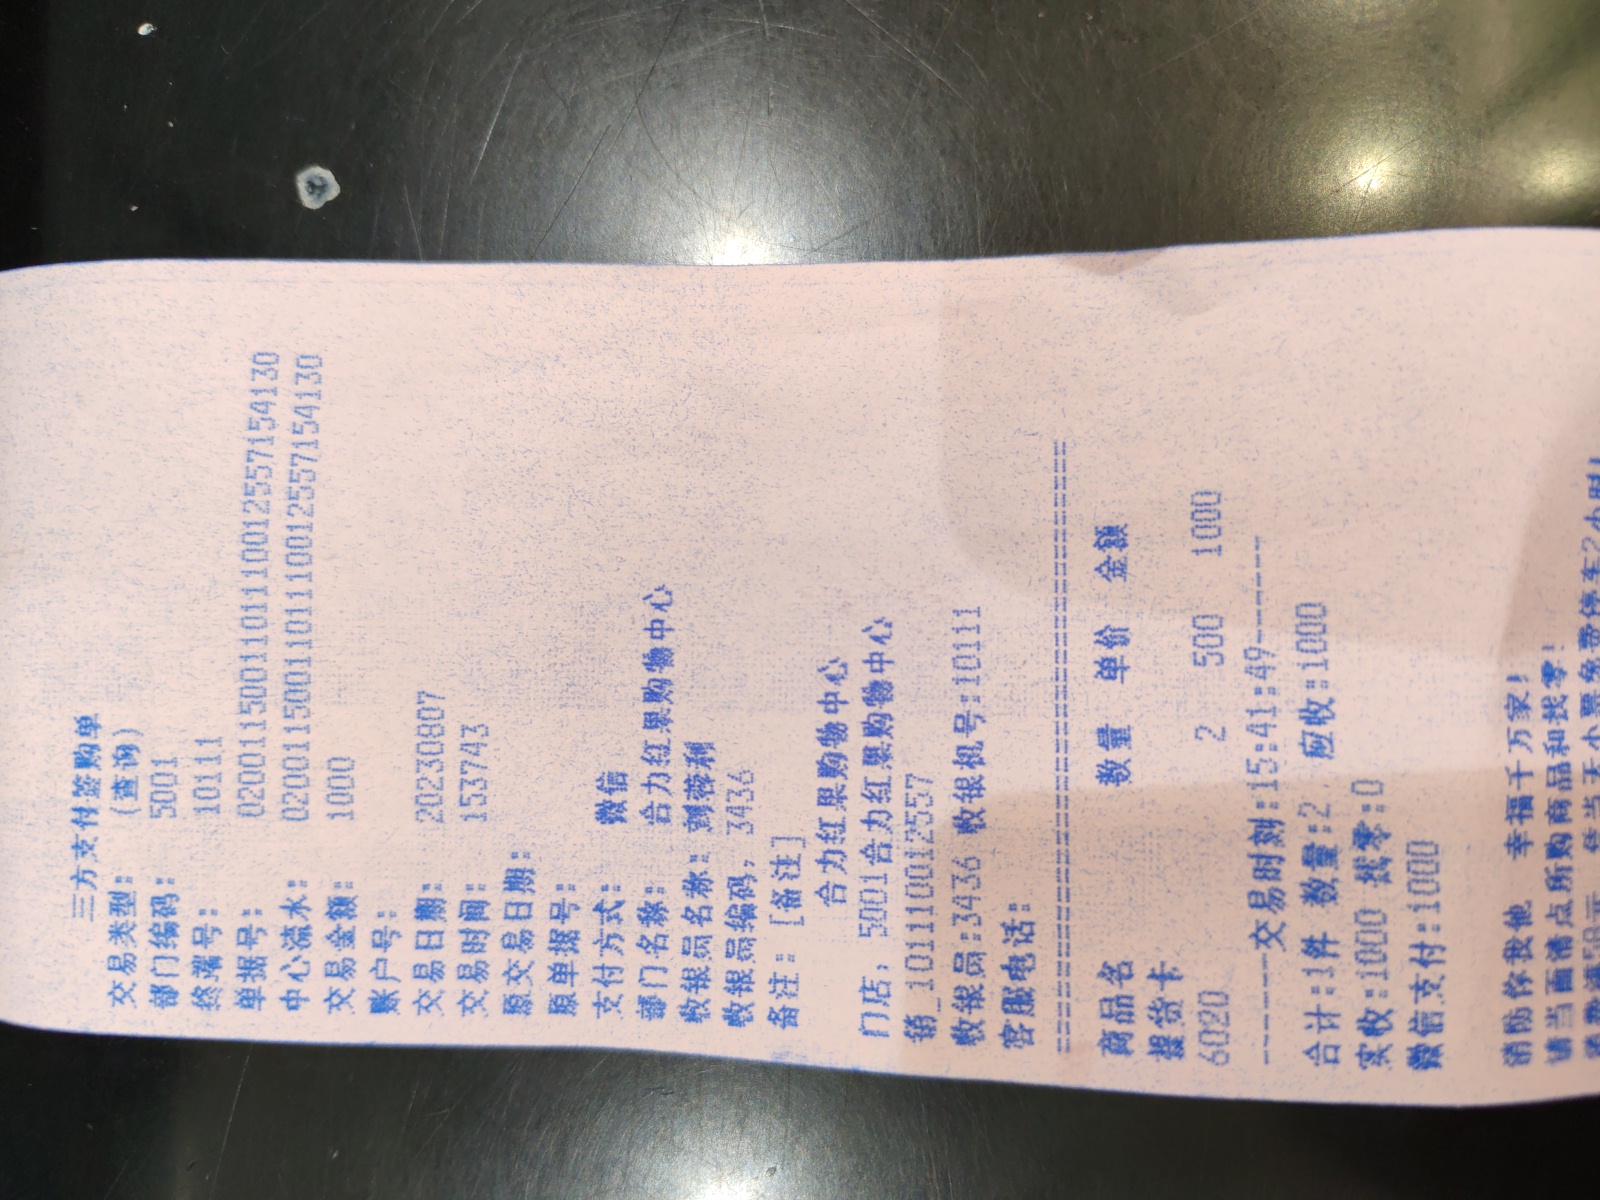 三方支付签购单
交易类型: (查询)
部门编码: 5001
终端号: 10111
单据号: 0200115001101110012557154130
中心流水: 0200115001101110012557154130
交易金额: 1000
账户号:
交易日期: 20230807
交易时间: 153743
原交易日期:
原单据号:
支付方式: 微信
部门名称: 合力红果购物中心
收银员名称: 刘蓓利
收银员编码: 3436
备注: [备注]
合力红果购物中心
门店: 5001合力红果购物中心
销_101110012557
收银员:3436 收银机号:10111
客服电话:
商品名 数量 单价 金额
提货卡
6020 2 500 1000
-----交易时刻:15:41:49-----
合计:1件 数量:2 应收:1000
实收:1000 找零:0
微信支付:1000
消防你我他 幸福千万家!
请当面清点所购商品和找零!